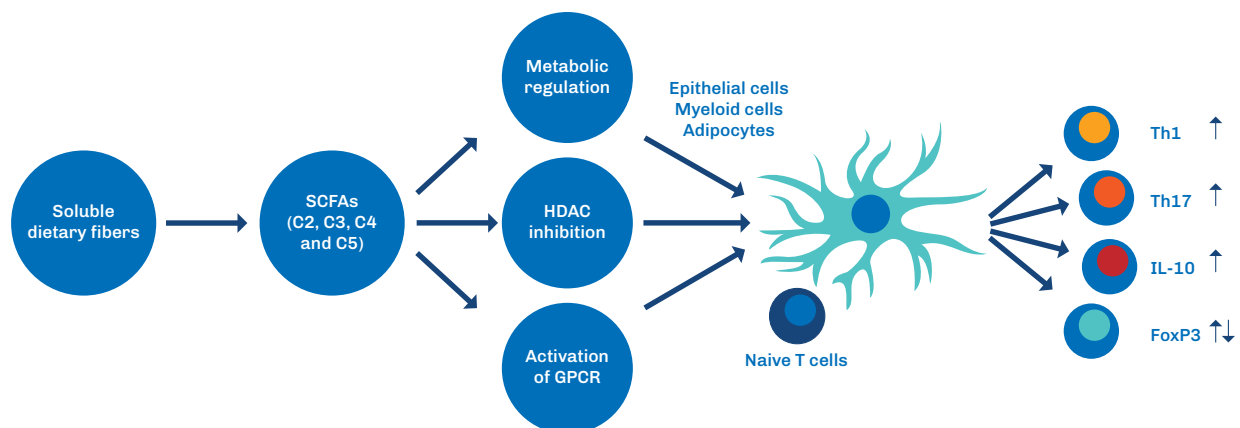 Soluble
dietary fibers
SCFAs
(C2, C3, C4
and C5)
Metabolic
regulation
HDAC
inhibition
Activation
of GPCR
Epithelial cells
Myeloid cells
Adipocytes
Naive T cells
Th1 ↑
Th17 ↑
IL-10 ↑
FoxP3 ↑↓